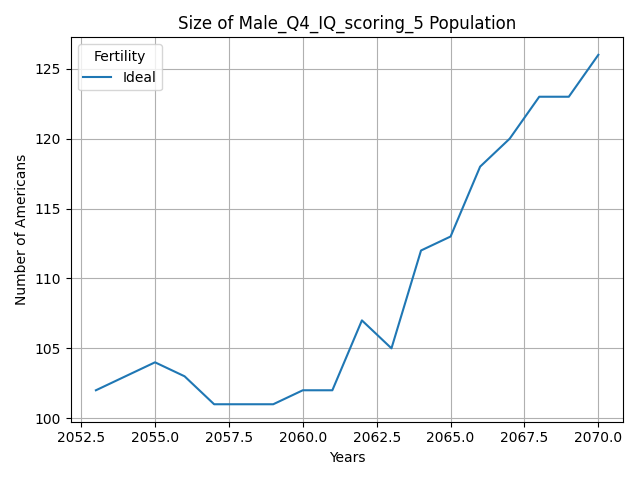 Size of Male_Q4_IQ_scoring_5 Population
Fertility
Ideal
Number of Americans
125
120
115
110
105
100
2052.5 2055.0 2057.5 2060.0 2062.5 2065.0 2067.5 2070.0
Years